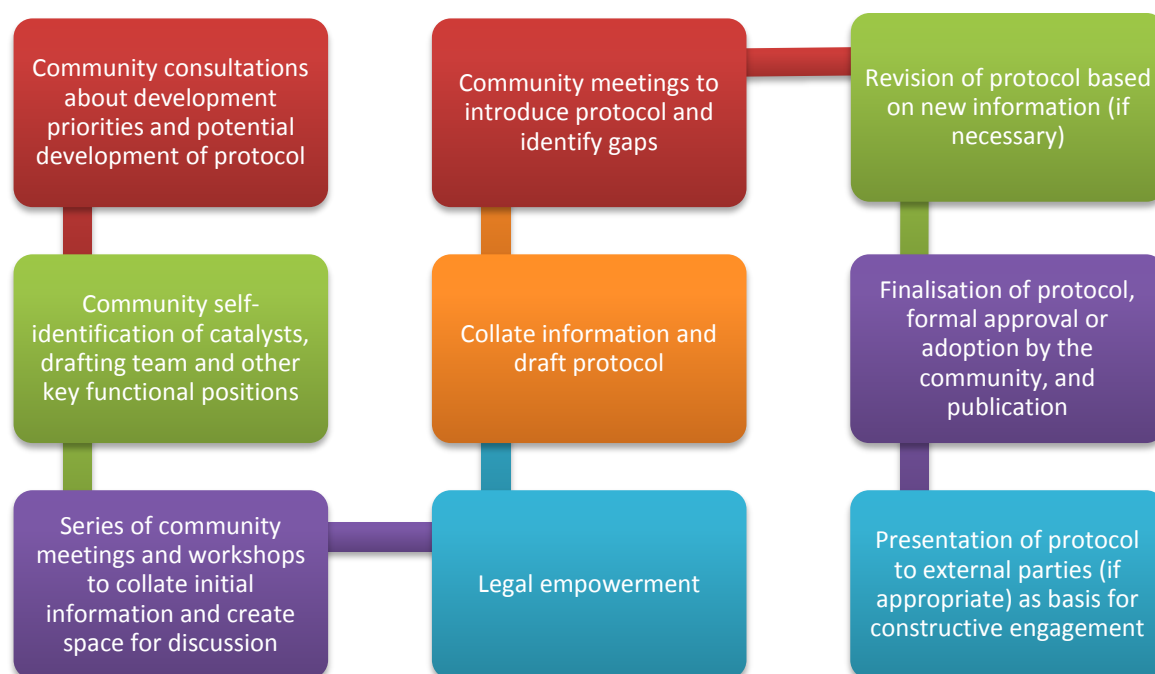 Community consultations
about development
priorities and potential
development of protocol
Community self-
identification of catalysts,
drafting team and other
key functional positions
Series of community
meetings and workshops
to collate initial
information and create
space for discussion
Legal empowerment
Collate information and
draft protocol
Community meetings to
introduce protocol and
identify gaps
Revision of protocol based
on new information (if
necessary)
Finalisation of protocol,
formal approval or
adoption by the
community, and
publication
Presentation of protocol
to external parties (if
appropriate) as basis for
constructive engagement